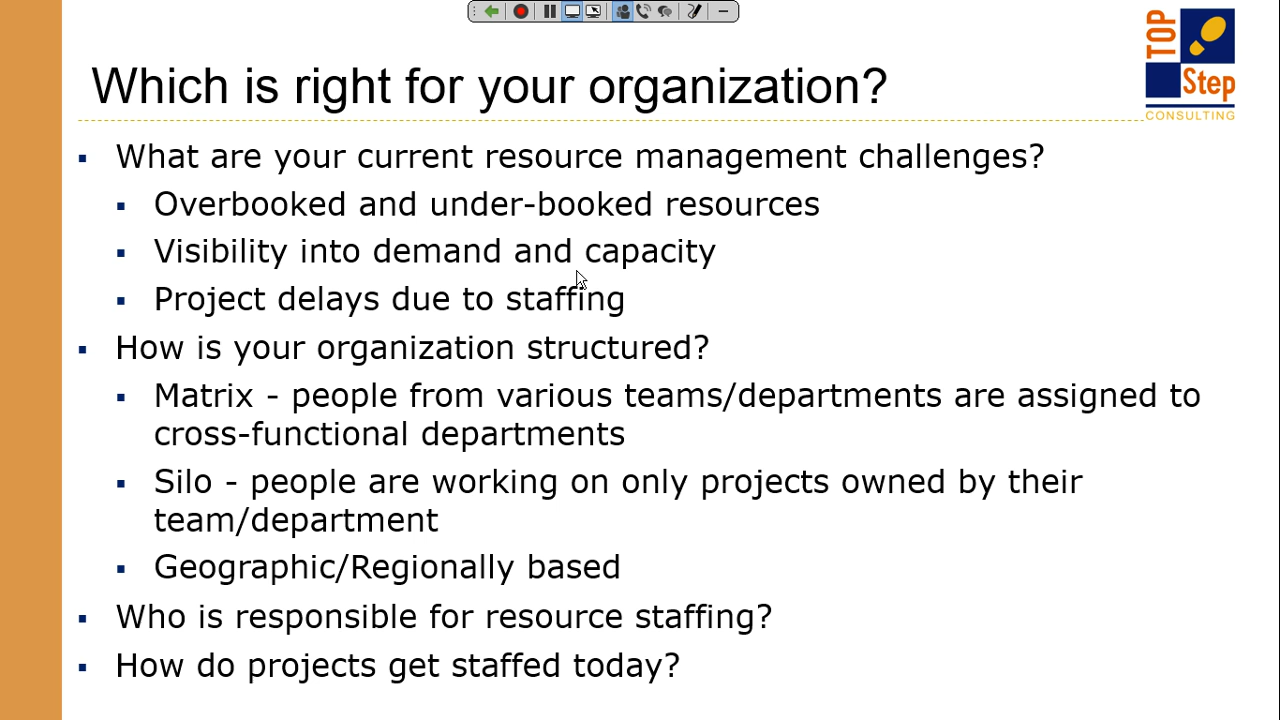 Which is right for your organization?
TOP
Step
CONSULTING
▪ What are your current resource management challenges?
▪ Overbooked and under-booked resources
▪ Visibility into demand and capacity
▪ Project delays due to staffing
▪ How is your organization structured?
▪ Matrix - people from various teams/departments are assigned to
cross-functional departments
▪ Silo - people are working on only projects owned by their
team/department
▪ Geographic/Regionally based
▪ Who is responsible for resource staffing?
▪ How do projects get staffed today?